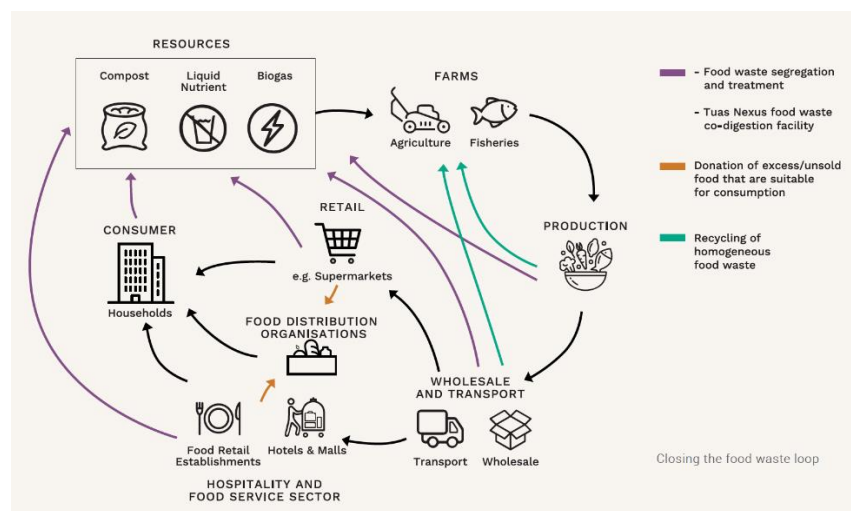 RESOURCES
Compost
Liquid
Nutrient
Biogas
FARMS
Agriculture
Fisheries
- Food waste segregation
and treatment
- Tuas Nexus food waste
co-digestion facility
Donation of excess/unsold
food that are suitable
for consumption
Recycling of
homogeneous
food waste
CONSUMER
Households
RETAIL
e.g. Supermarkets
PRODUCTION
FOOD DISTRIBUTION
ORGANISATIONS
WHOLESALE
AND TRANSPORT
Transport
Wholesale
Food Retail
Establishments
Hotels & Malls
HOSPITALITY AND
FOOD SERVICE SECTOR
Closing the food waste loop